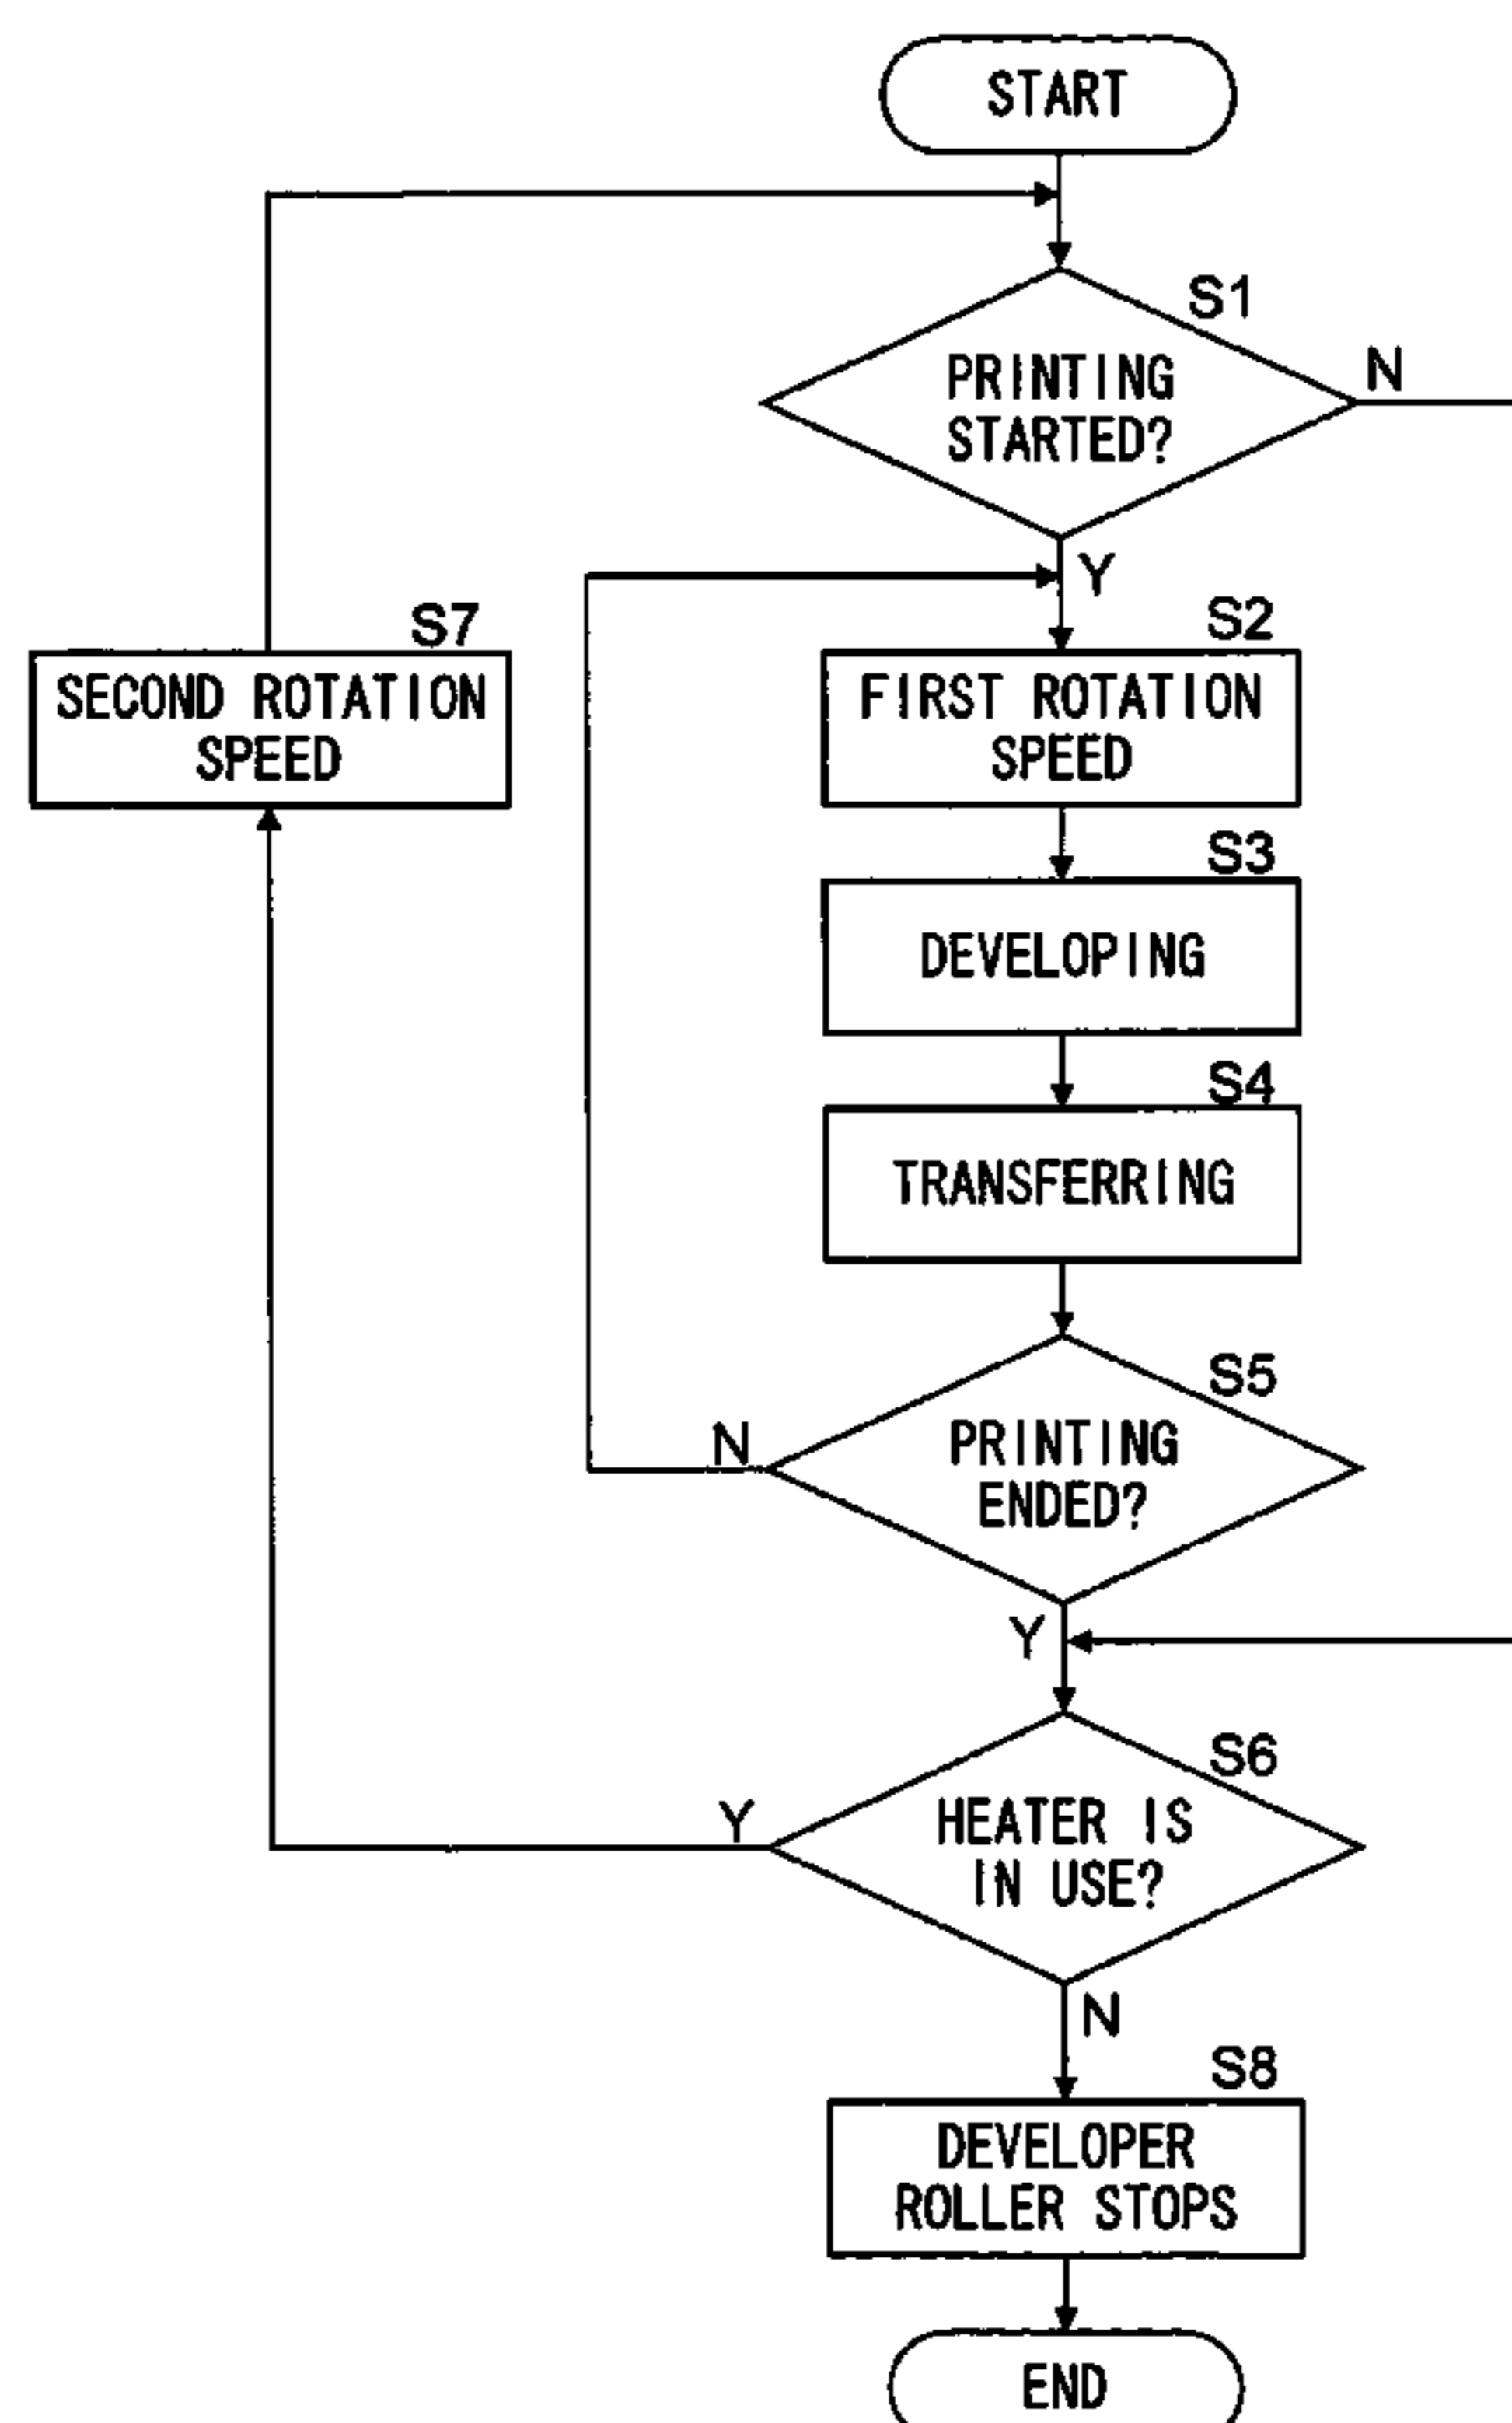 START
S1
PRINTING
STARTED?
N
Y
S7
SECOND ROTATION
SPEED
S2
FIRST ROTATION
SPEED
S3
DEVELOPING
S4
TRANSFERRING
S5
PRINTING
ENDED?
N
Y
S6
HEATER IS
IN USE?
Y
N
S8
DEVELOPER
ROLLER STOPS
END